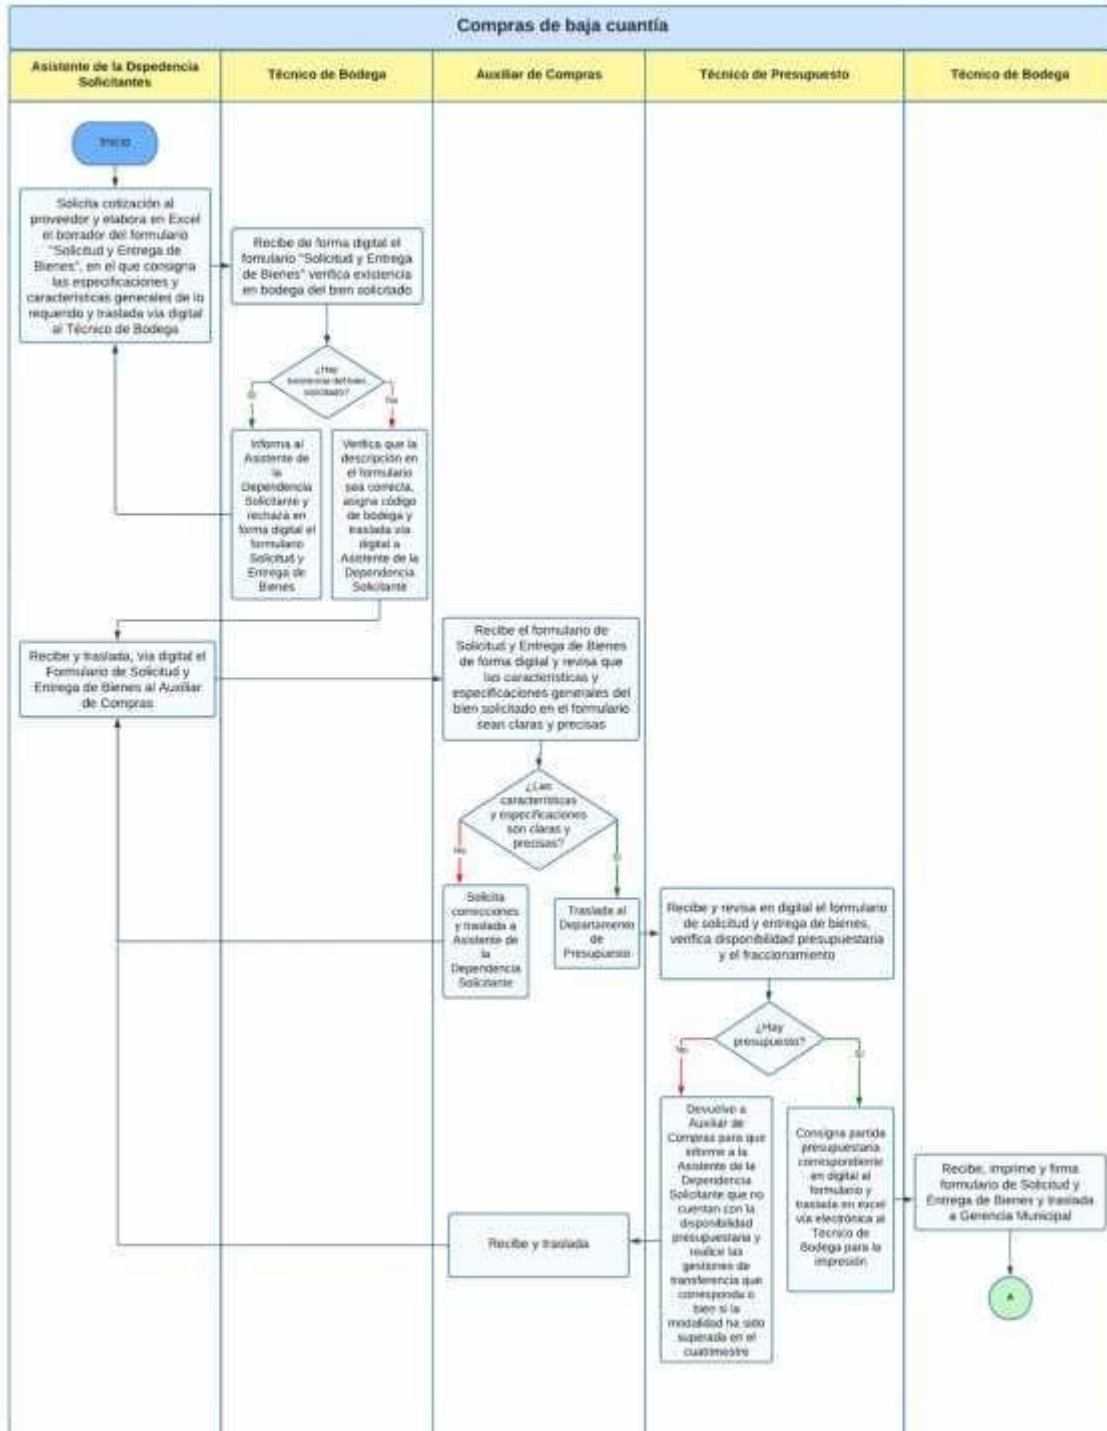 Compras de baja cuantía
Asistente de la Depedencia
Solicitantes
Técnico de Bodega
Auxiliar de Compras
Técnico de Presupuesto
Técnico de Bodega
Inicio
Solicita cotización al
proveedor y elabora en Excel
el borrador del formulario
"Solicitud y Entrega de
Bienes", en el que consigna
las especificaciones y
características generales de lo
requerido y traslada vía digital
al Técnico de Bodega
Recibe de forma digital el
fomulario "Solicitud y Entrega
de Bienes" verifica existencia
en bodega del bien solicitado
¿Hay
existencias del bien
solicitado?
Sí
No
Informa al
Asistente de
la
Dependencia
Solicitante y
rechaza en
forma digital el
formulario
Solicitud y
Entrega de
Bienes
Verifica que la
descripción en
el formulario
sea correcta,
asigna código
de bodega y
traslada vía
digital a
Asistente de la
Dependencia
Solicitante
Recibe y traslada, vía digital el
Formulario de Solicitud y
Entrega de Bienes al Auxiliar
de Compras
Recibe el formulario de
Solicitud y Entrega de Bienes
de forma digital y revisa que
las características y
especificaciones generales del
bien solicitado en el formulario
sean claras y precisas
¿Las
características
y especificaciones
son claras y
precisas?
No
Sí
Solicita
correcciones
y traslada a
Asistente de
la
Dependencia
Solicitante
Traslada al
Departamento
de
Presupuesto
Recibe y revisa en digital el formulario
de solicitud y entrega de bienes,
verifica disponibilidad presupuestaria
y el fraccionamiento
¿Hay
presupuesto?
No
Sí
Devuelve a
Auxiliar de
Compras para que
informe a la
Asistente de la
Dependencia
Solicitante que no
cuentan con la
disponibilidad
presupuestaria y
realice las
gestiones de
transferencia que
corresponda o
bien si la
modalidad ha sido
superada en el
cuatrimestre
Consigna partida
presupuestaria
correspondiente
en digital al
formulario y
traslada en excel
vía electrónica al
Técnico de
Bodega para la
impresión
Recibe, imprime y firma
formulario de Solicitud y
Entrega de Bienes y traslada
a Gerencia Municipal
Recibe y traslada
A